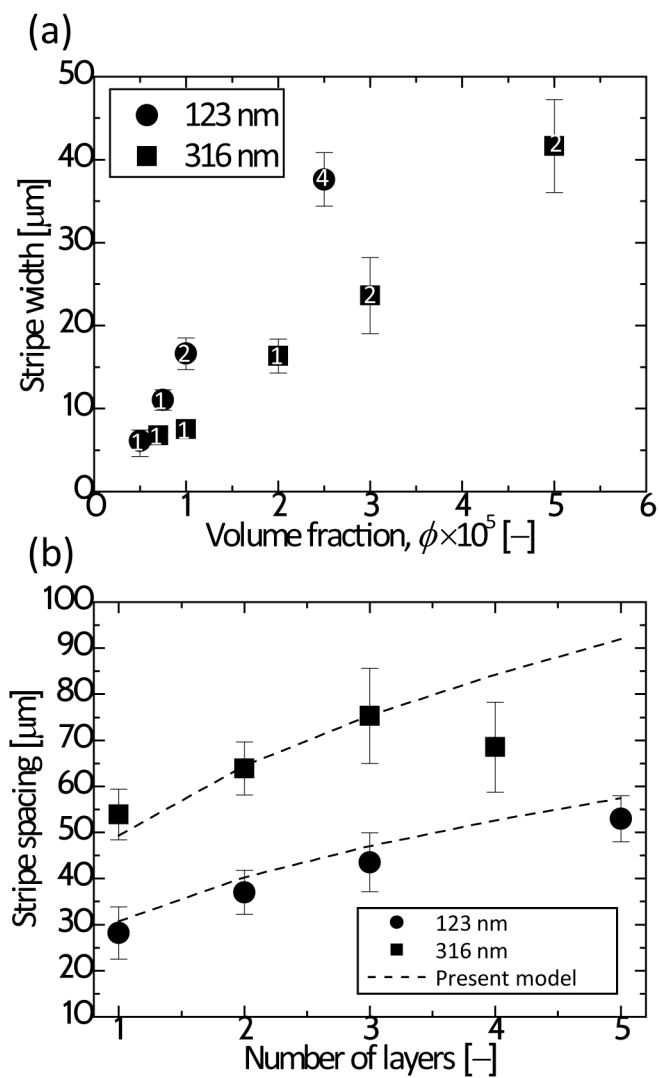 (a)
50
40
30
20
10
0
Stripe width [μm]
123 nm
316 nm
1
1
2
4
1
1
1
2
2
0 1 2 3 4 5 6
Volume fraction, ϕ×10⁵ [–]
(b)
100
90
80
70
60
50
40
30
20
10
Stripe spacing [μm]
123 nm
316 nm
Present model
1 2 3 4 5
Number of layers [–]